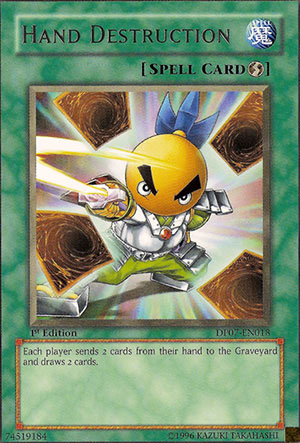 HAND DESTRUCTION
魔
[SPELL CARD]
1st Edition
DP07-EN018
Each player sends 2 cards from their hand to the Graveyard
and draws 2 cards.
74519184
©1996 KAZUKI TAKAHASHI